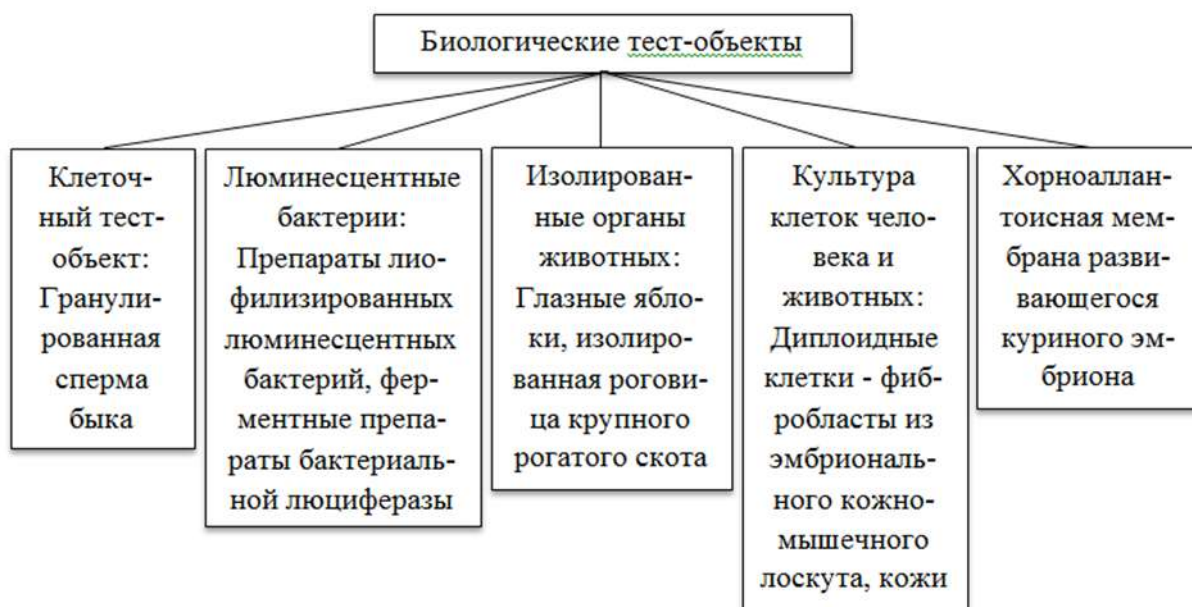 Биологические тест-объекты
Клеточ-
ный тест-
объект:
Гранули-
рованная
сперма
быка
Люминесцентные
бактерии:
Препараты лио-
филизированных
люминесцентных
бактерий, фер-
ментные препа-
раты бактериаль-
ной люциферазы
Изолирован-
ные органы
животных:
Глазные ябло-
ки, изолиро-
ванная рогови-
ца крупного
рогатого скота
Культура
клеток чело-
века и
животных:
Диплоидные
клетки - фиб-
робласты из
эмбриональ-
ного кожно-
мышечного
лоскута, кожи
Хорноаллан-
тоисная мем-
брана разви-
вающегося
куриного эм-
бриона